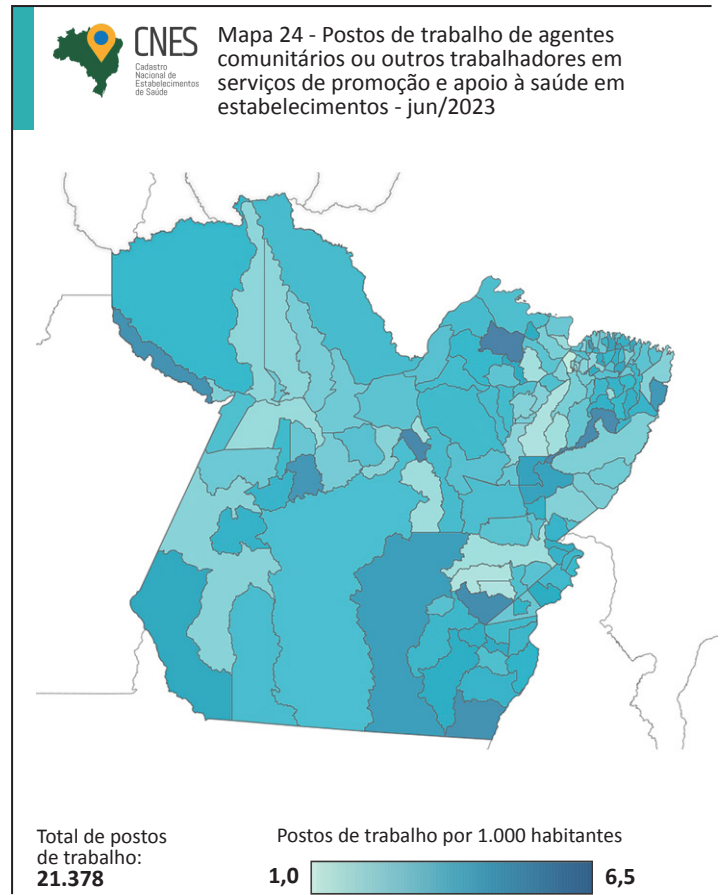 CNES
Cadastro
Nacional de
Estabelecimentos
de Saúde
Mapa 24 - Postos de trabalho de agentes
comunitários ou outros trabalhadores em
serviços de promoção e apoio à saúde em
estabelecimentos - jun/2023
Total de postos
de trabalho:
21.378
Postos de trabalho por 1.000 habitantes
1,0
6,5